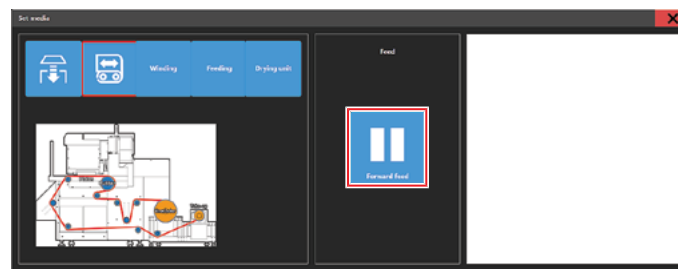 Set media
Winding
Feeding
Drying unit
Feed
Forward feed